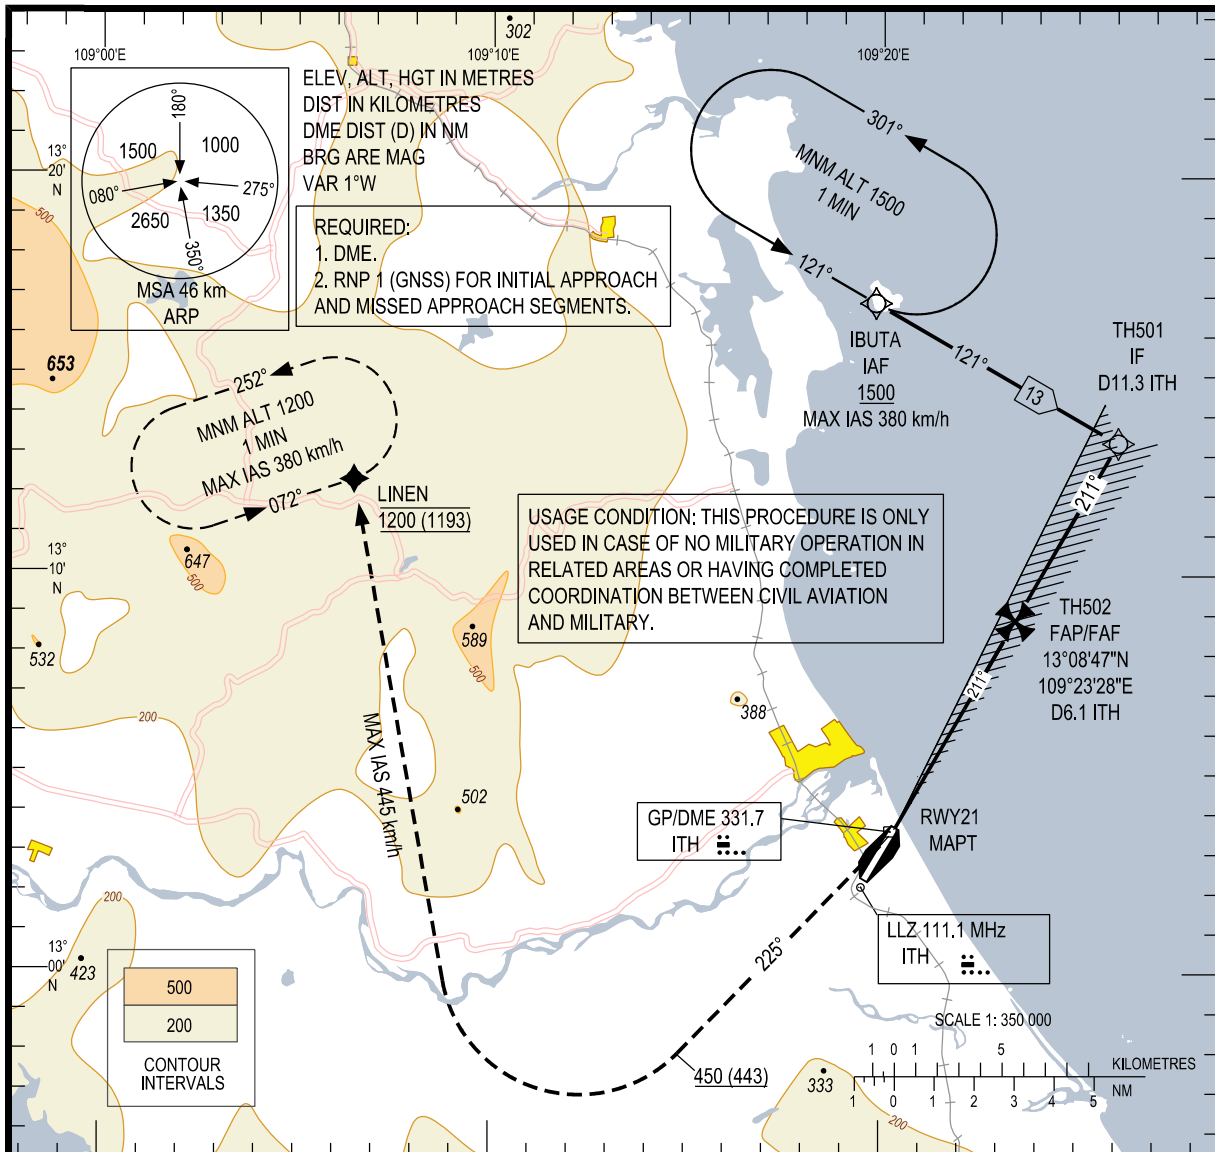 109°00'E
109°10'E
109°20'E
302
ELEV, ALT, HGT IN METRES
DIST IN KILOMETRES
DME DIST (D) IN NM
BRG ARE MAG
VAR 1°W
180°
1500
1000
080°
275°
2650
1350
350°
MSA 46 km
ARP
13°
20'
N
500
REQUIRED:
1. DME.
2. RNP 1 (GNSS) FOR INITIAL APPROACH
AND MISSED APPROACH SEGMENTS.
301°
MNM ALT 1500
1 MIN
121°
IBUTA
IAF
1500
MAX IAS 380 km/h
121°
13
TH501
IF
D11.3 ITH
653
252°
MNM ALT 1200
1 MIN
MAX IAS 380 km/h
072°
LINEN
1200 (1193)
211°
USAGE CONDITION: THIS PROCEDURE IS ONLY
USED IN CASE OF NO MILITARY OPERATION IN
RELATED AREAS OR HAVING COMPLETED
COORDINATION BETWEEN CIVIL AVIATION
AND MILITARY.
13°
10'
N
647
500
532
589
500
TH502
FAP/FAF
13°08'47"N
109°23'28"E
D6.1 ITH
211°
200
388
MAX IAS 445 km/h
502
GP/DME 331.7
ITH
RWY21
MAPT
200
225°
LLZ 111.1 MHz
ITH
13°
00'
N
423
500
200
CONTOUR
INTERVALS
450 (443)
333
200
SCALE 1: 350 000
1 0 1 5
KILOMETRES
NM
1 0 1 2 3 4 5